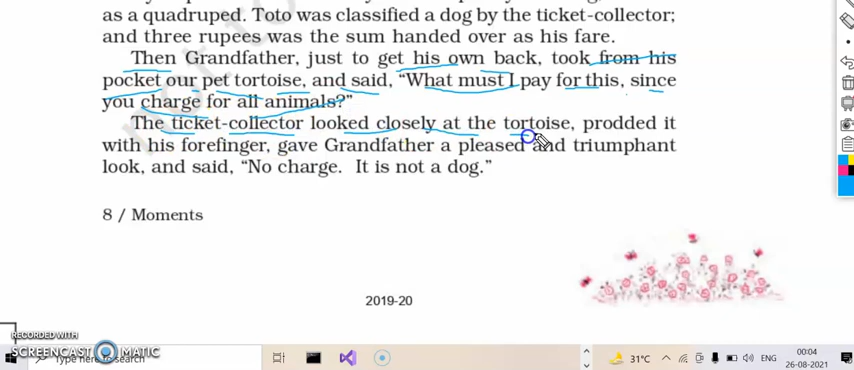 as a quadruped. Toto was classified a dog by the ticket-collector;
and three rupees was the sum handed over as his fare.
Then Grandfather, just to get his own back, took from his
pocket our pet tortoise, and said, “What must I pay for this, since
you charge for all animals?”
The ticket-collector looked closely at the tortoise, prodded it
with his forefinger, gave Grandfather a pleased and triumphant
look, and said, “No charge. It is not a dog.”
8 / Moments
2019-20
RECORDED WITH
SCREENCAST MATIC
Type here to search
31°C
ENG
00:04
26-08-2021